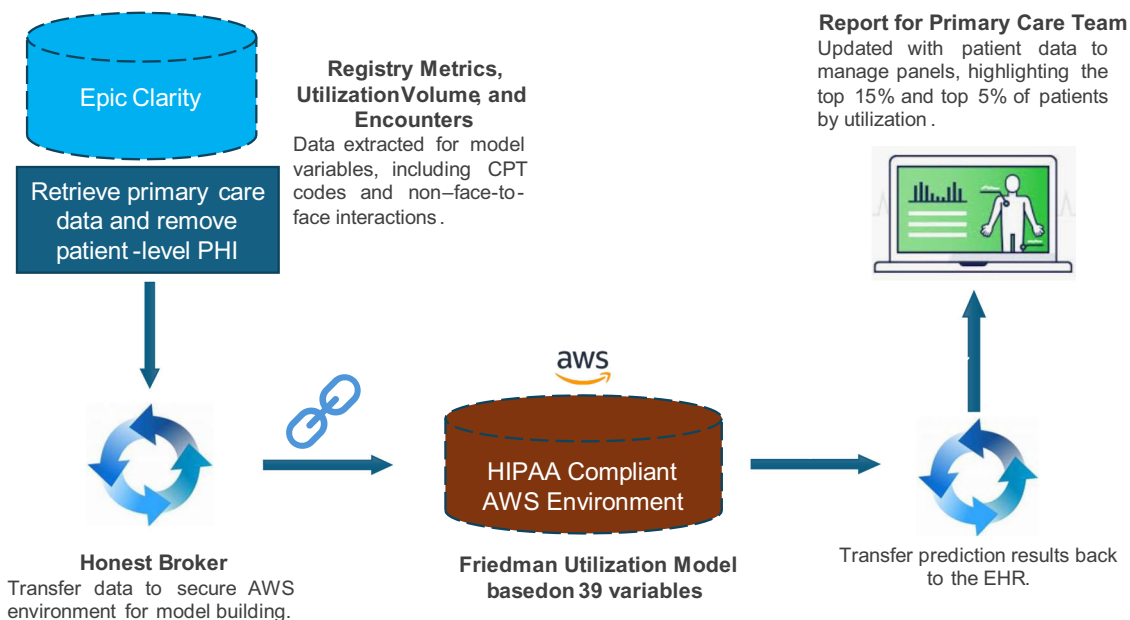 Epic Clarity
Retrieve primary care
data and remove
patient -level PHI
Registry Metrics,
UtilizationVolume, and
Encounters
Data extracted for model
variables, including CPT
codes and non–face-to-
face interactions .
Honest Broker
Transfer data to secure AWS
environment for model building.
aws
HIPAA Compliant
AWS Environment
Friedman Utilization Model
basedon 39 variables
Transfer prediction results back
to the EHR.
Report for Primary Care Team
Updated with patient data to
manage panels, highlighting the
top 15% and top 5% of patients
by utilization .